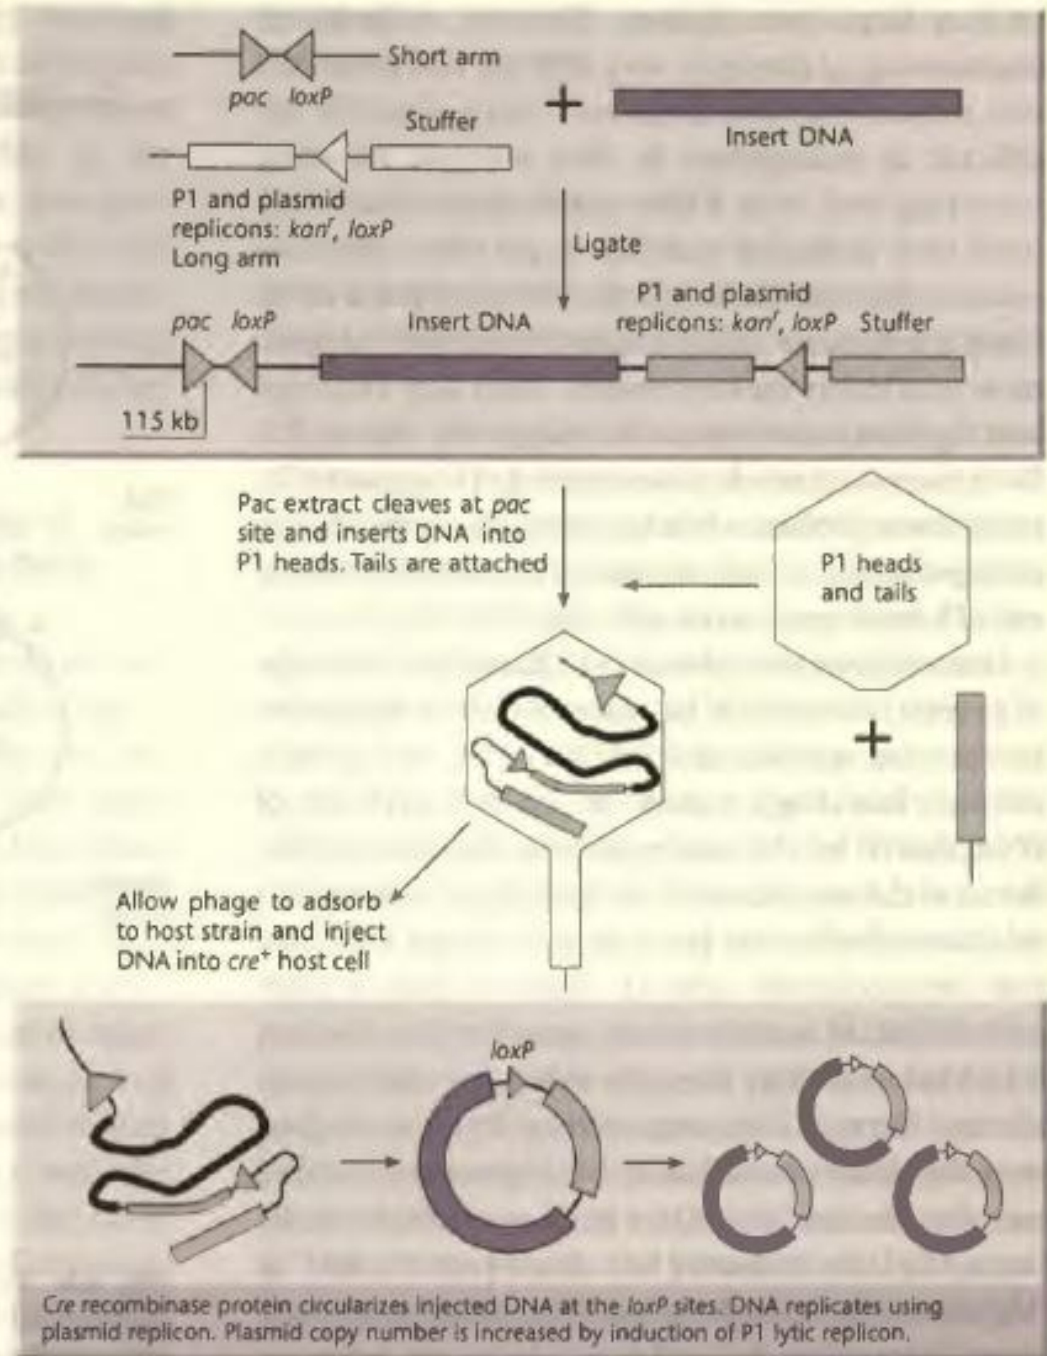 Short arm
pac loxP
Stuffer
+
Insert DNA
P1 and plasmid
replicons: kanʳ, loxP
Long arm
Ligate
pac loxP
Insert DNA
P1 and plasmid
replicons: kanʳ, loxP
Stuffer
115 kb
Pac extract cleaves at pac
site and inserts DNA into
P1 heads. Tails are attached
P1 heads
and tails
+
Allow phage to adsorb
to host strain and inject
DNA into cre⁺ host cell
loxP
Cre recombinase protein circularizes injected DNA at the loxP sites. DNA replicates using
plasmid replicon. Plasmid copy number is increased by induction of P1 lytic replicon.